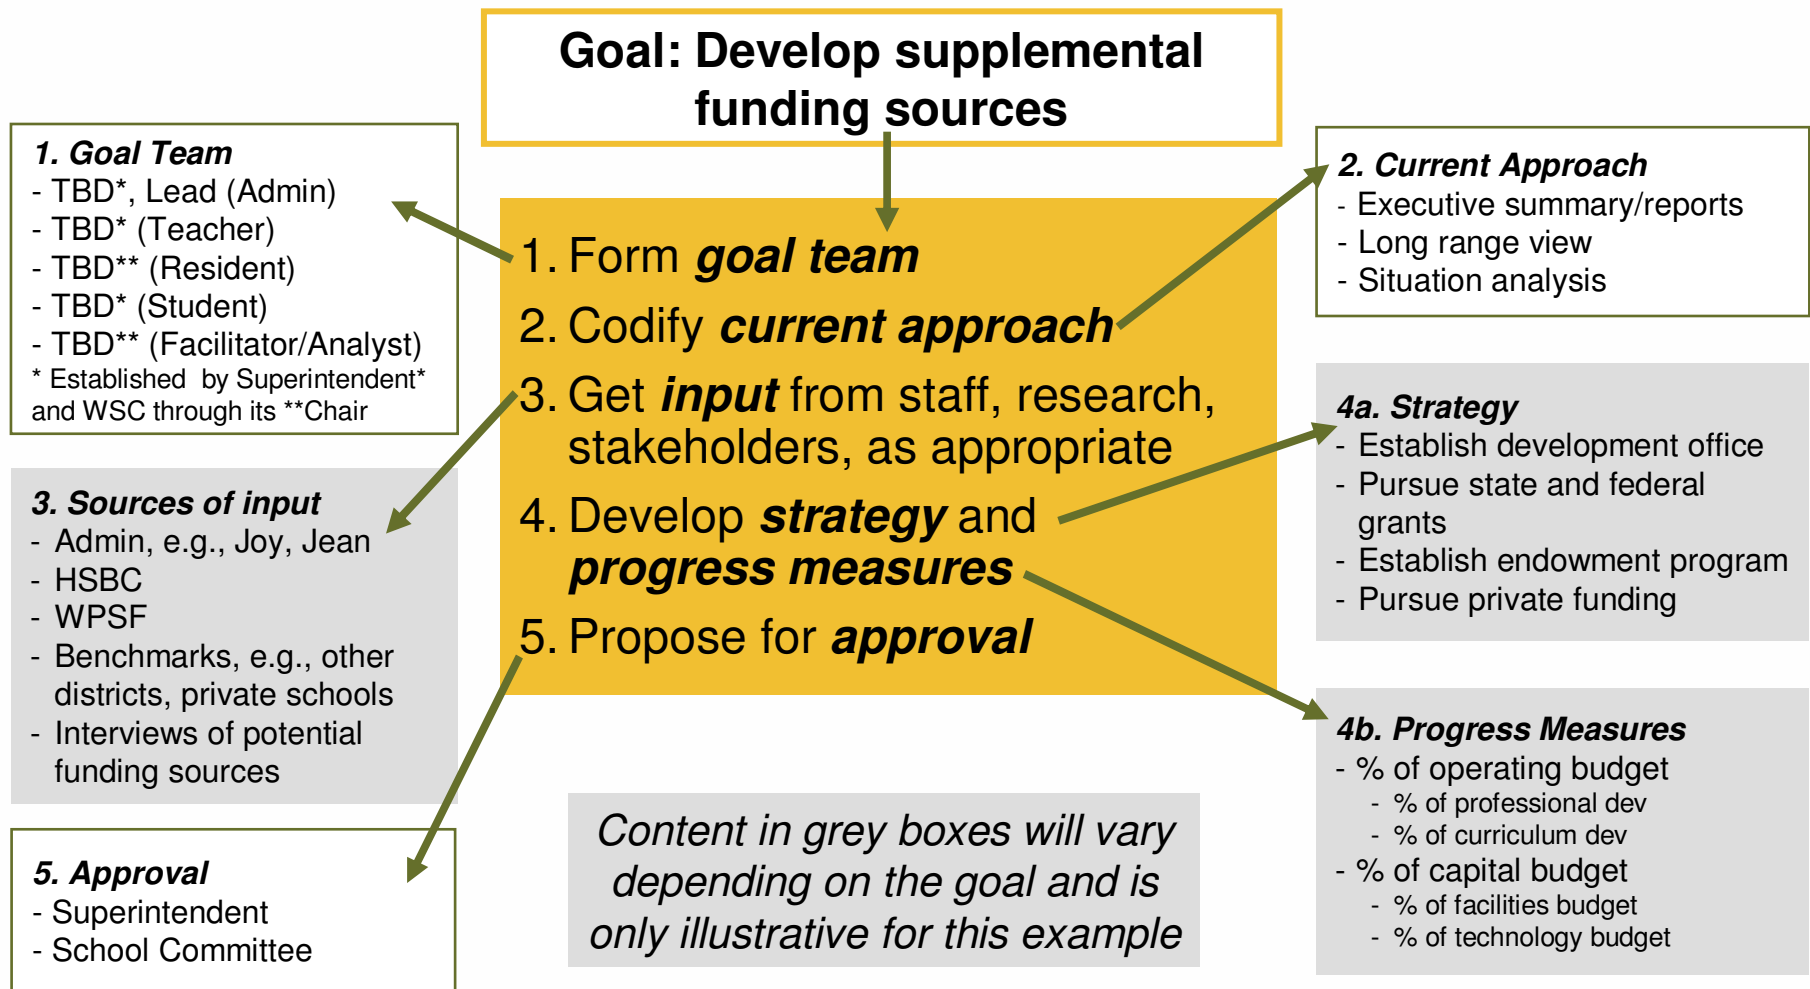 Goal: Develop supplemental
funding sources
1. Goal Team
- TBD*, Lead (Admin)
- TBD* (Teacher)
- TBD** (Resident)
- TBD* (Student)
- TBD** (Facilitator/Analyst)
* Established by Superintendent*
and WSC through its **Chair
2. Current Approach
- Executive summary/reports
- Long range view
- Situation analysis
1. Form goal team
2. Codify current approach
3. Get input from staff, research,
stakeholders, as appropriate
4. Develop strategy and
progress measures
5. Propose for approval
3. Sources of input
- Admin, e.g., Joy, Jean
- HSBC
- WPSF
- Benchmarks, e.g., other
districts, private schools
- Interviews of potential
funding sources
4a. Strategy
- Establish development office
- Pursue state and federal
grants
- Establish endowment program
- Pursue private funding
4b. Progress Measures
- % of operating budget
- % of professional dev
- % of curriculum dev
- % of capital budget
- % of facilities budget
- % of technology budget
5. Approval
- Superintendent
- School Committee
Content in grey boxes will vary
depending on the goal and is
only illustrative for this example